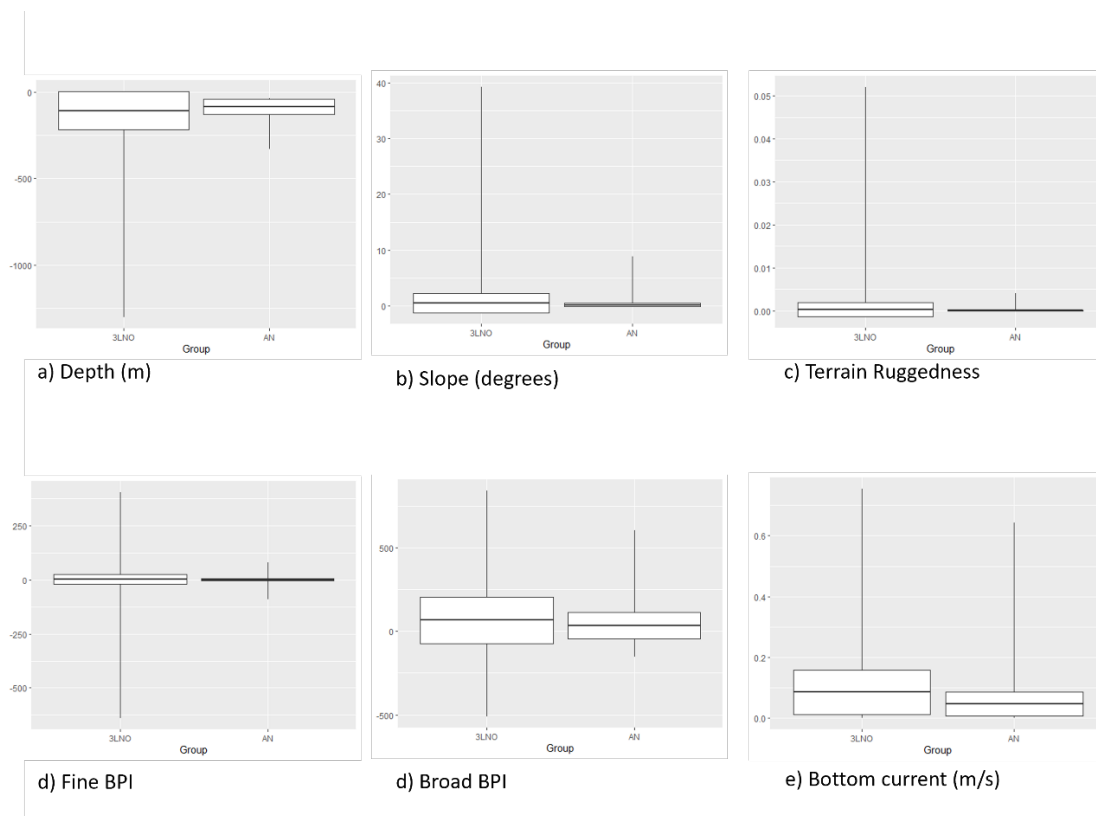 0
-500
-1000
3LNO
AN
Group
a) Depth (m)
40
30
20
10
0
3LNO
AN
Group
b) Slope (degrees)
0.05
0.04
0.03
0.02
0.01
0.00
3LNO
AN
Group
c) Terrain Ruggedness
250
0
-250
-500
3LNO
AN
Group
d) Fine BPI
500
0
-500
3LNO
AN
Group
d) Broad BPI
0.6
0.4
0.2
0.0
3LNO
AN
Group
e) Bottom current (m/s)